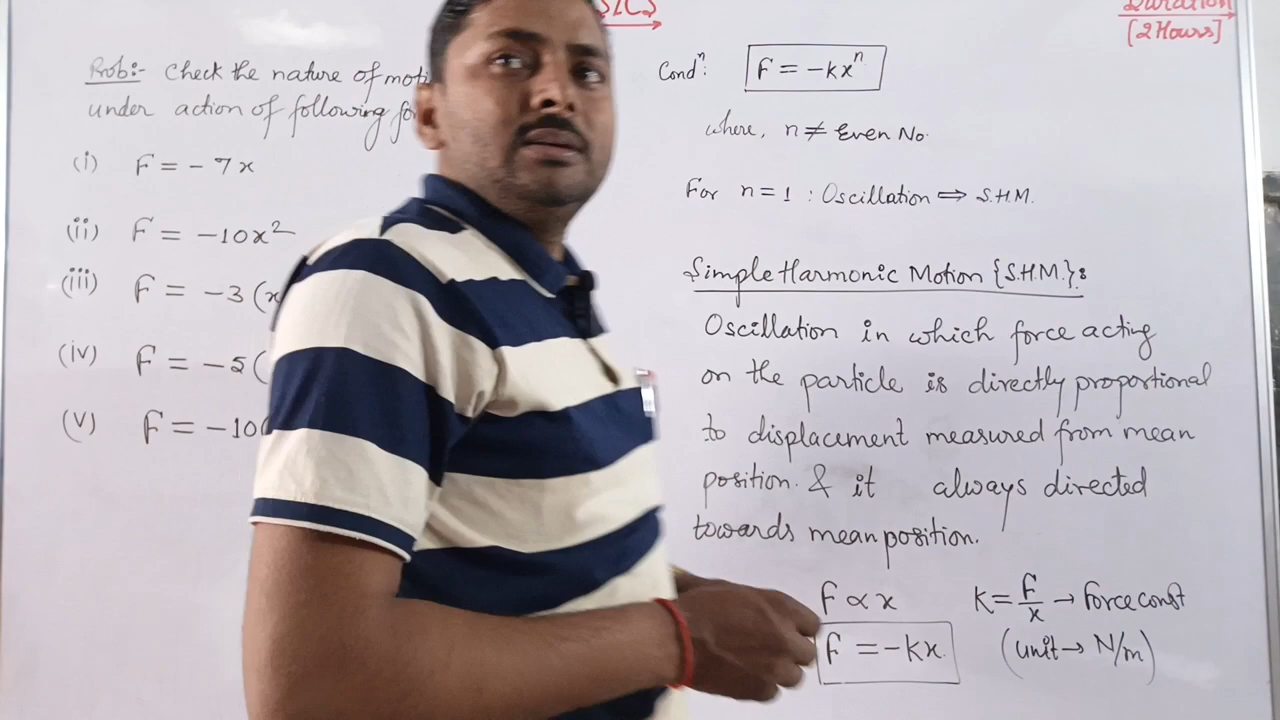 [2 Hours]
Prob:- Check the nature of
under action of following
(i) F = - 7x
(ii) F = -10x²
(iii) F = -3(x
(iv) F = -5(
(v) F = -10(
Condⁿ: F = -kxⁿ
where, n ≠ Even No.
For n = 1 : Oscillation ⇒ S.H.M.
Simple Harmonic Motion {S.H.M.}:
Oscillation in which force acting
on the particle is directly proportional
to displacement measured from mean
position. & it always directed
towards mean position.
F ∝ x
K = F/x → Force const
F = -kx.
(unit → N/m)